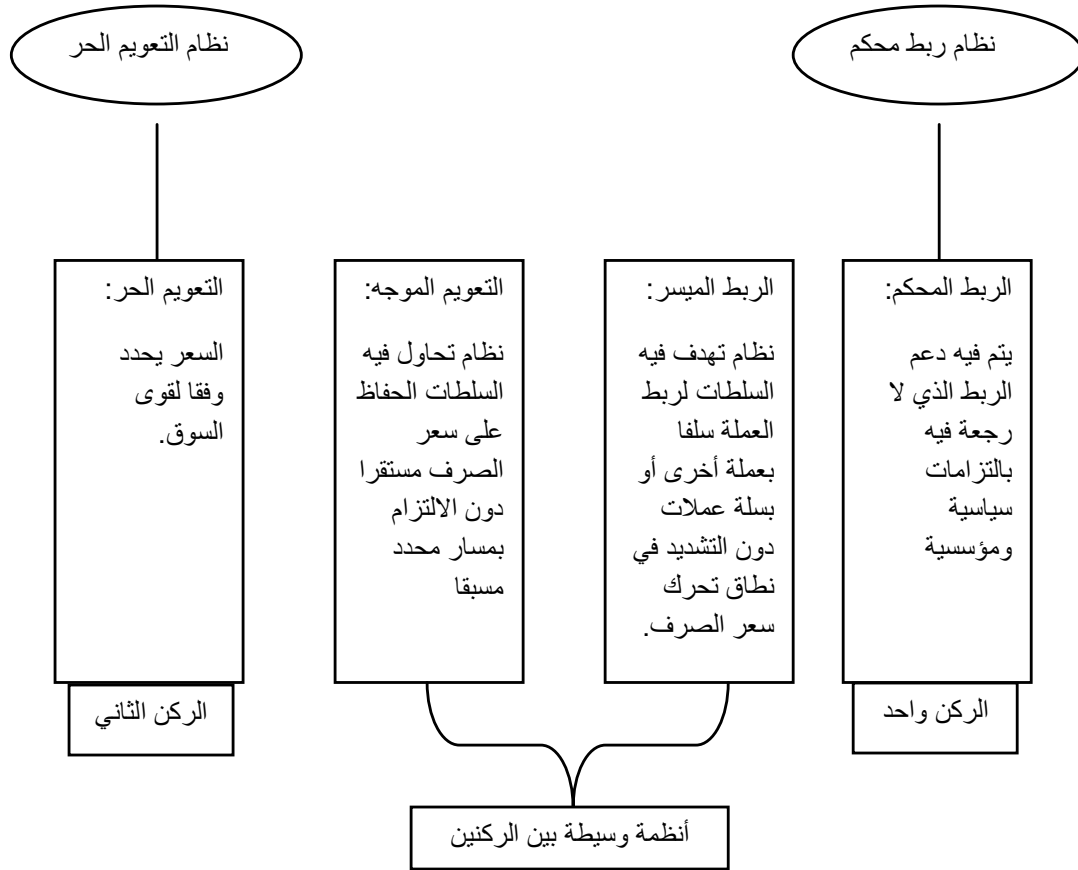 نظام ربط محكم
نظام التعويم الحر
الربط المحكم:
يتم فيه دعم
الربط الذي لا
رجعة فيه
بالتزامات
سياسية
ومؤسسية
الربط الميسر:
نظام تهدف فيه
السلطات لربط
العملة سلفا
بعملة أخرى أو
بسلة عملات
دون التشديد في
نطاق تحرك
سعر الصرف.
التعويم الموجه:
نظام تحاول فيه
السلطات الحفاظ
على سعر
الصرف مستقرا
دون الالتزام
بمسار محدد
مسبقا
التعويم الحر:
السعر يحدد
وفقا لقوى
السوق.
الركن واحد
الركن الثاني
أنظمة وسيطة بين الركنين